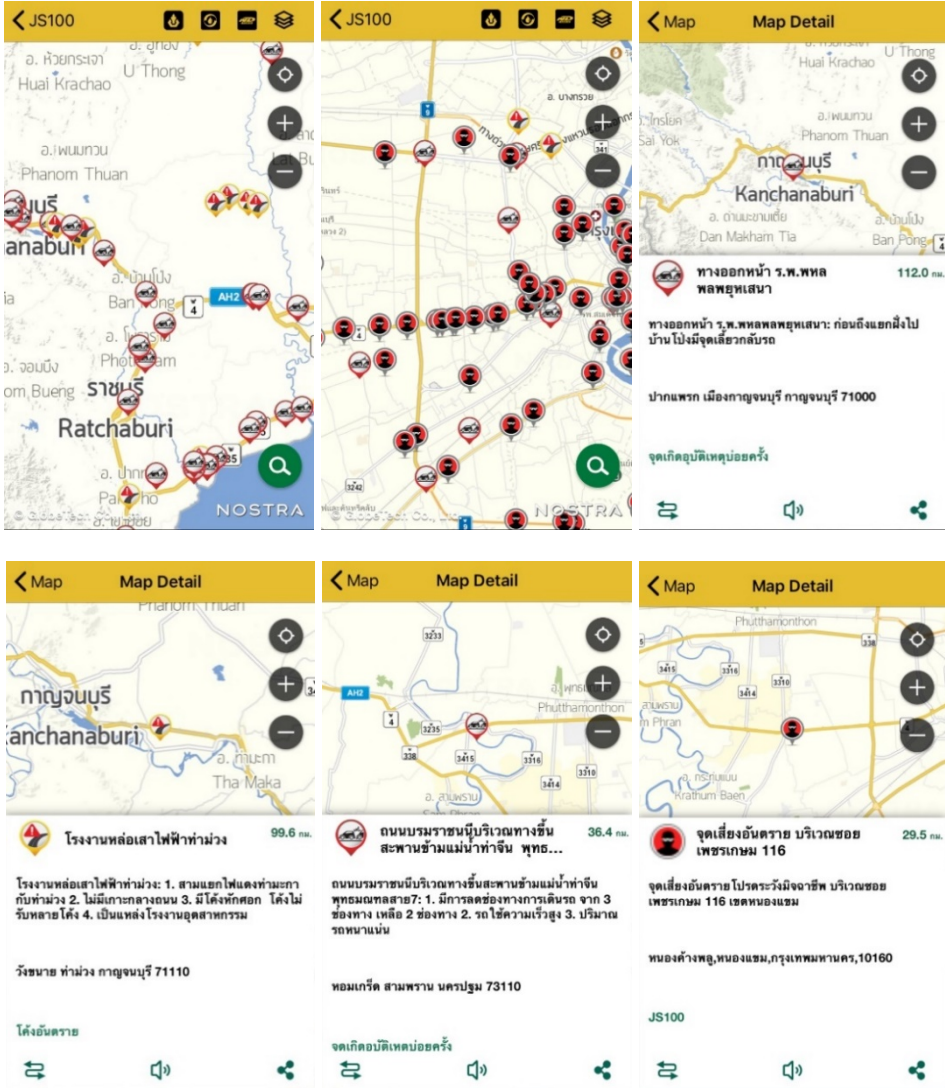 JS100
อ. ห้วยกระเจา
Huai Krachao
อ. อู่ทอง
U Thong
อ. พนมทวน
Phanom Thuan
อ. บ้านโป่ง
AH2
4
อ. จอมบึง
om Bueng
ราชบุรี
Ratchaburi
NOSTRA
JS100
9
อ. บางกรวย
341
4
3242
NOSTRA
Map
Map Detail
Huai Krachao
U Thong
อ. พนมทวน
Phanom Thuan
Sai Yok
Kanchanaburi
อ. ด่านมะขามเตี้ย
Dan Makham Tia
Ban Pong
4
ทางออกหน้า ร.พ.พหล
พลพยุหเสนา
112.0 กม.
ทางออกหน้า ร.พ.พหลพลพยุหเสนา: ก่อนถึงแยกฝั่งไป
บ้านโป่งมีจุดเลี้ยวกลับรถ
ปากแพรก เมืองกาญจนบุรี กาญจนบุรี 71000
จุดเกิดอุบัติเหตุบ่อยครั้ง
Map
Map Detail
Phanom Thuan
กาญจนบุรี
anchanaburi
อ. ท่ามะกา
Tha Maka
โรงงานหล่อเสาไฟฟ้าท่าม่วง
99.6 กม.
โรงงานหล่อเสาไฟฟ้าท่าม่วง: 1. สามแยกไฟแดงท่ามะกา
กับท่าม่วง 2. ไม่มีเกาะกลางถนน 3. มีโค้งหักศอก โค้งไม่
รับหลายโค้ง 4. เป็นแหล่งโรงงานอุตสาหกรรม
วังขนาย ท่าม่วง กาญจนบุรี 71110
โค้งอันตราย
Map
Map Detail
3233
AH2
Phutthamonthon
4
3235
338
3415
3316
3310
3414
อ. สามพราน
ถนนบรมราชนนีบริเวณทางขึ้น
สะพานข้ามแม่น้ำท่าจีน พุทธ...
36.4 กม.
ถนนบรมราชนนีบริเวณทางขึ้นสะพานข้ามแม่น้ำท่าจีน
พุทธมณฑลสาย7: 1. มีการลดช่องทางการเดินรถ จาก 3
ช่องทาง เหลือ 2 ช่องทาง 2. รถใช้ความเร็วสูง 3. ปริมาณ
รถหนาแน่น
หอมเกร็ด สามพราน นครปฐม 73110
จุดเกิดอุบัติเหตุบ่อยครั้ง
Map
Map Detail
Phutthamonthon
338
3415
3316
3310
3414
อ. กระทุ่มแบน
Krathum Baen
จุดเสี่ยงอันตราย บริเวณซอย
เพชรเกษม 116
29.5 กม.
จุดเสี่ยงอันตราย โปรดระวังมิจฉาชีพ บริเวณซอย
เพชรเกษม 116 เขตหนองแขม
หนองค้างพลู,หนองแขม,กรุงเทพมหานคร,10160
JS100